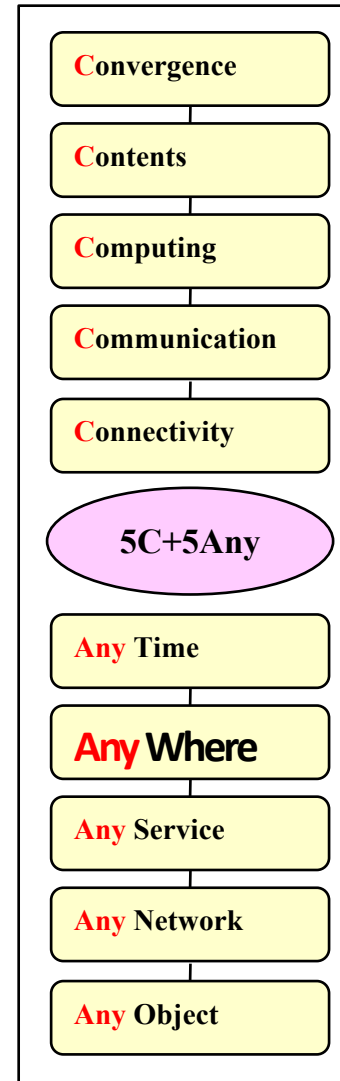 Convergence
Contents
Computing
Communication
Connectivity
5C+5Any
Any Time
Any Where
Any Service
Any Network
Any Object